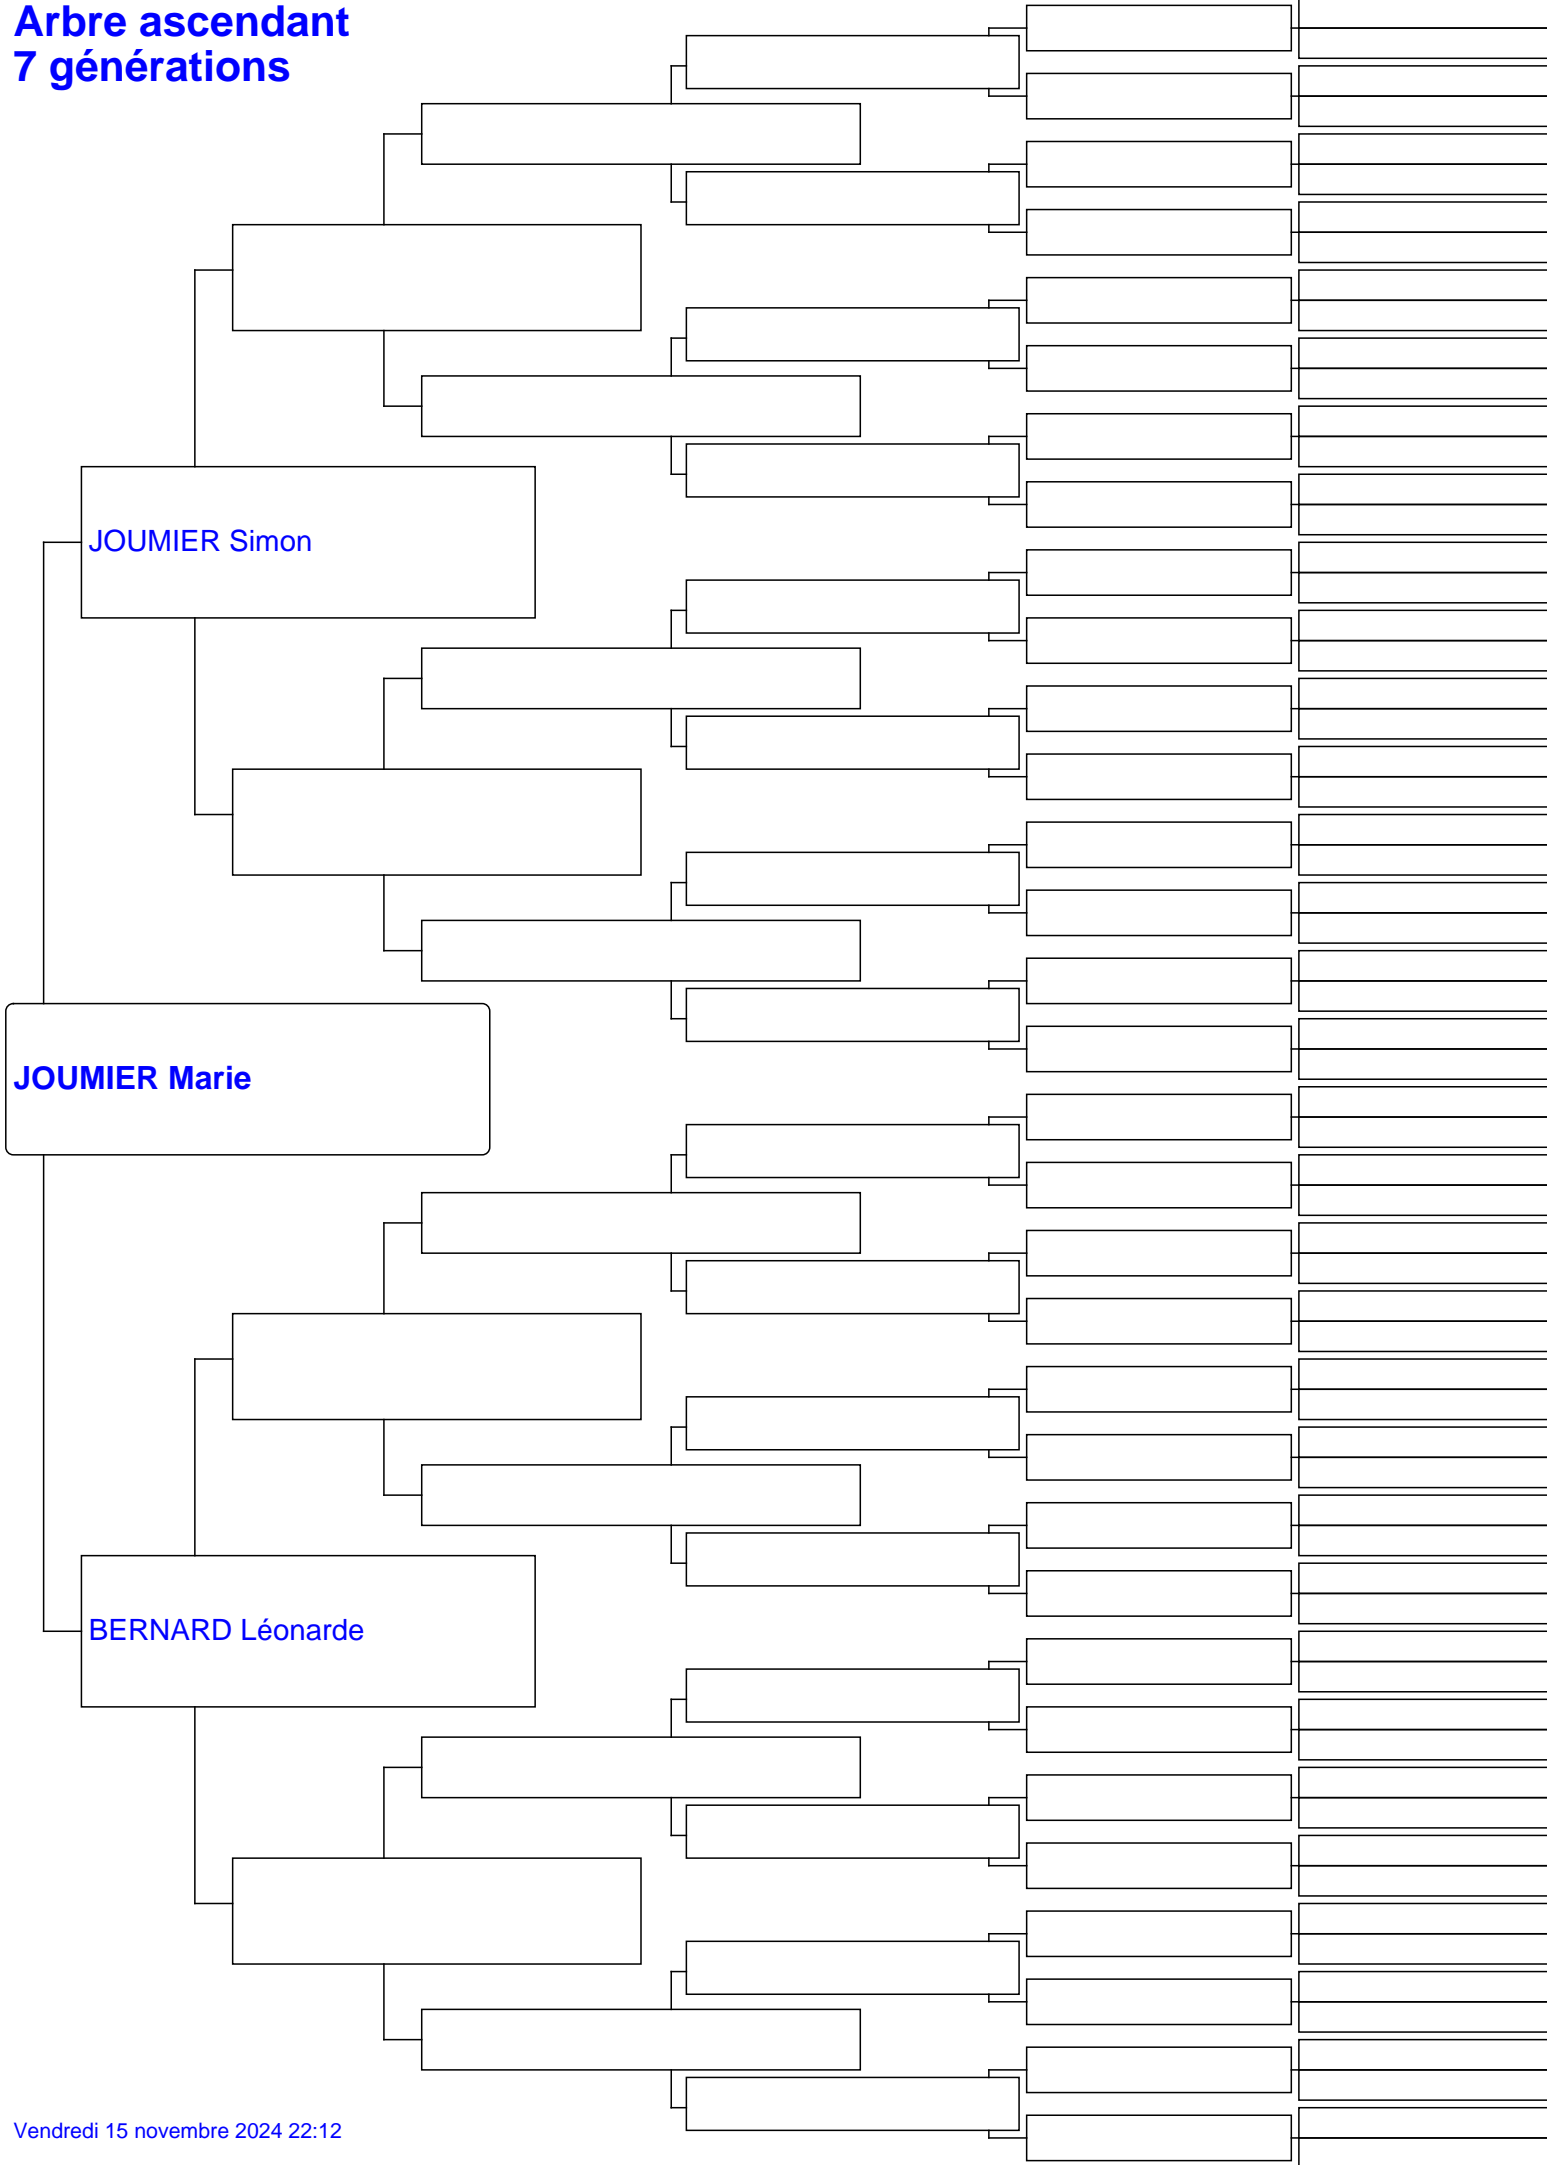 Arbre ascendant
7 générations
JOUMIER Simon
JOUMIER Marie
BERNARD Léonarde
Vendredi 15 novembre 2024 22:12